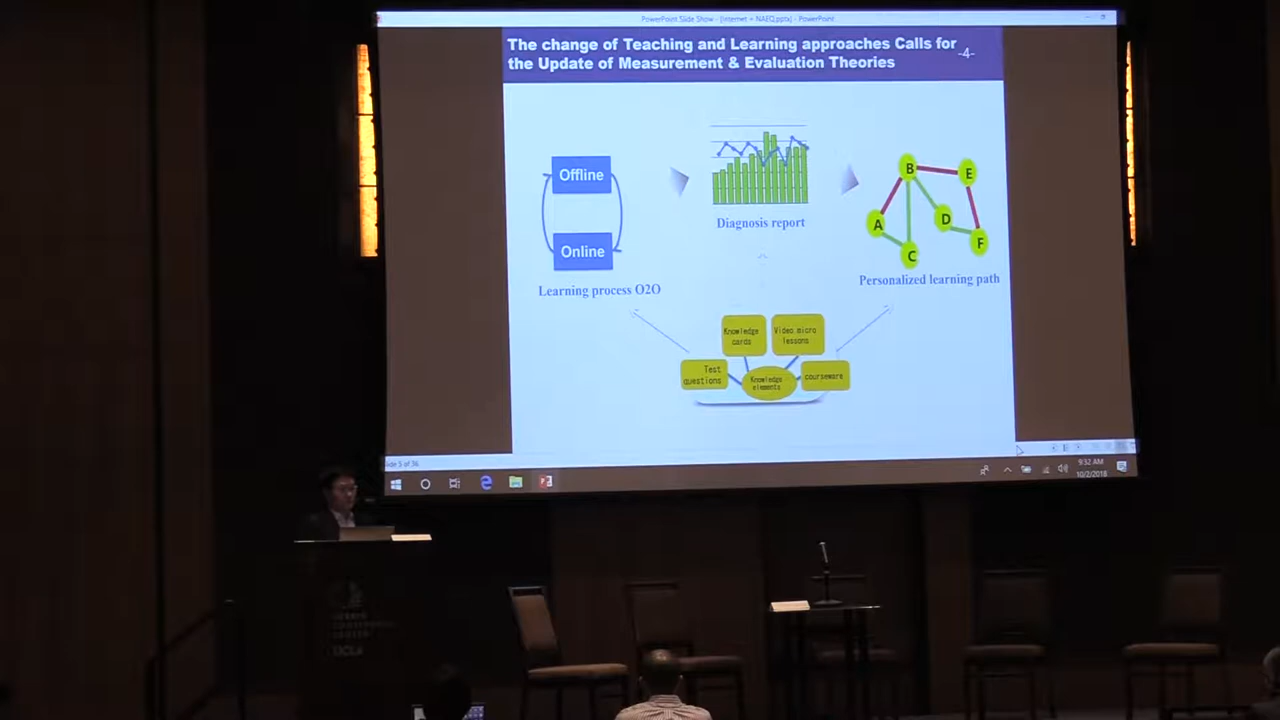 PowerPoint Slide Show - [Internet + NAEQ.pptx] - PowerPoint
The change of Teaching and Learning approaches Calls for
the Update of Measurement & Evaluation Theories
-4-
Offline
Online
Learning process O2O
Diagnosis report
B
E
A
D
C
F
Personalized learning path
Knowledge
cards
Video micro
lessons
Test
questions
Knowledge
elements
courseware
Slide 5 of 36
9:32 AM
10/2/2018
UCLA